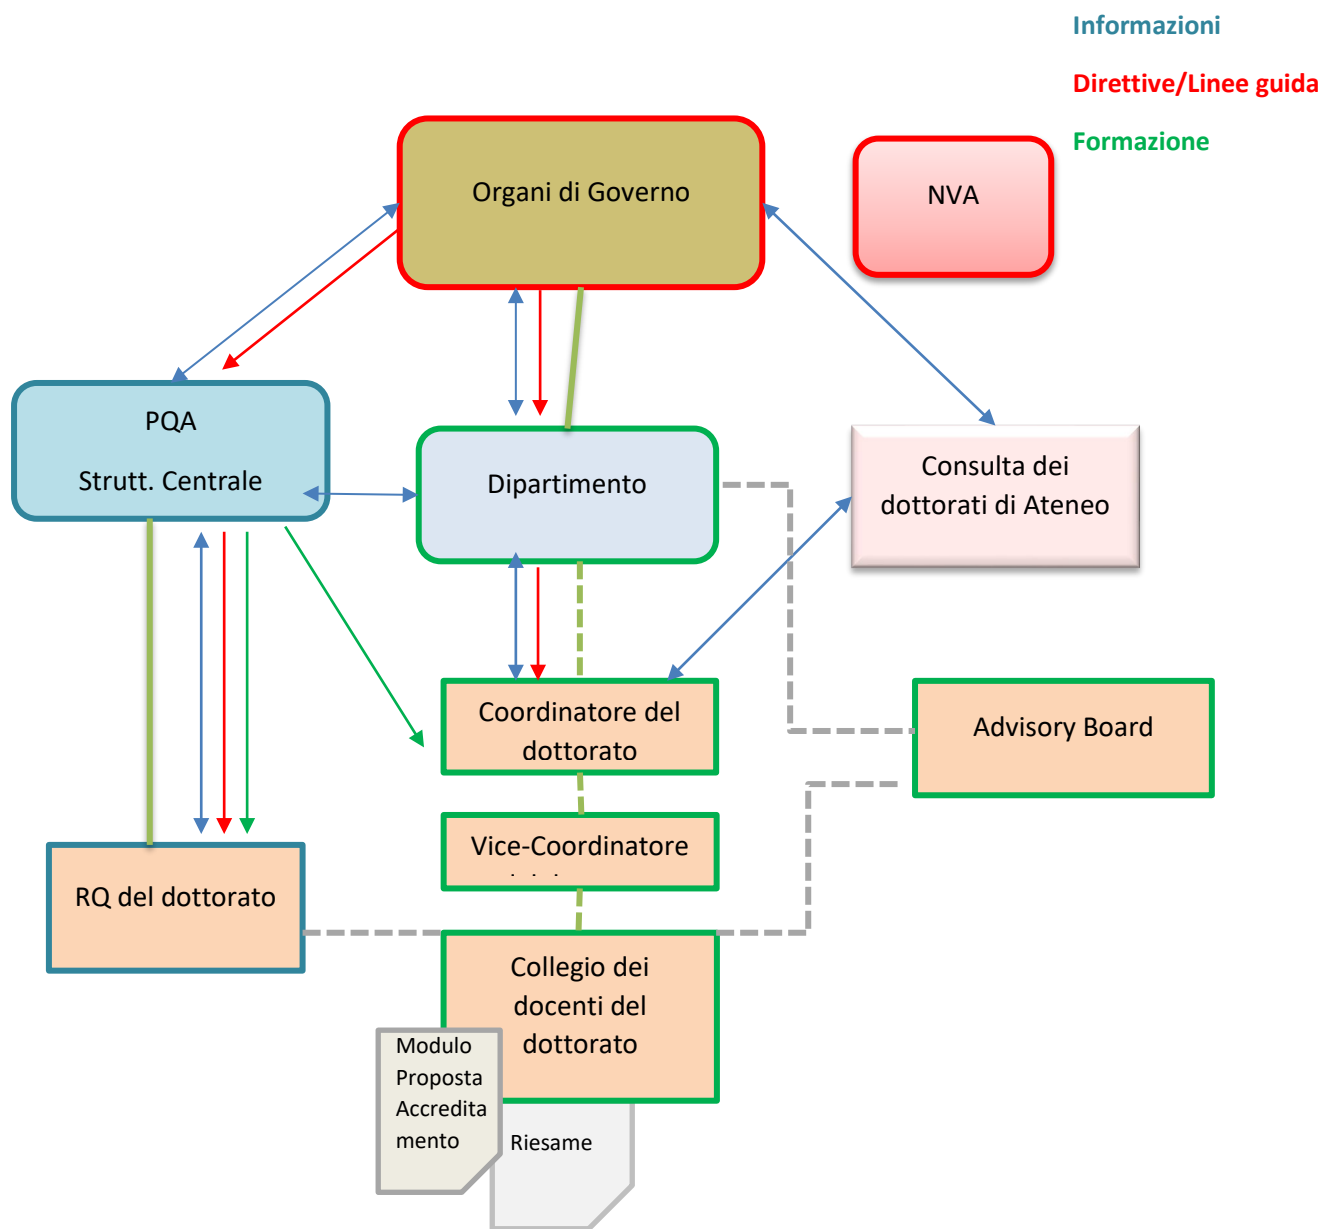 Informazioni
Direttive/Linee guida
Formazione
Organi di Governo
NVA
PQA
Strutt. Centrale
Dipartimento
Consulta dei
dottorati di Ateneo
Coordinatore del
dottorato
Advisory Board
Vice-Coordinatore
RQ del dottorato
Collegio dei
docenti del
dottorato
Modulo
Proposta
Accredita
mento
Riesame